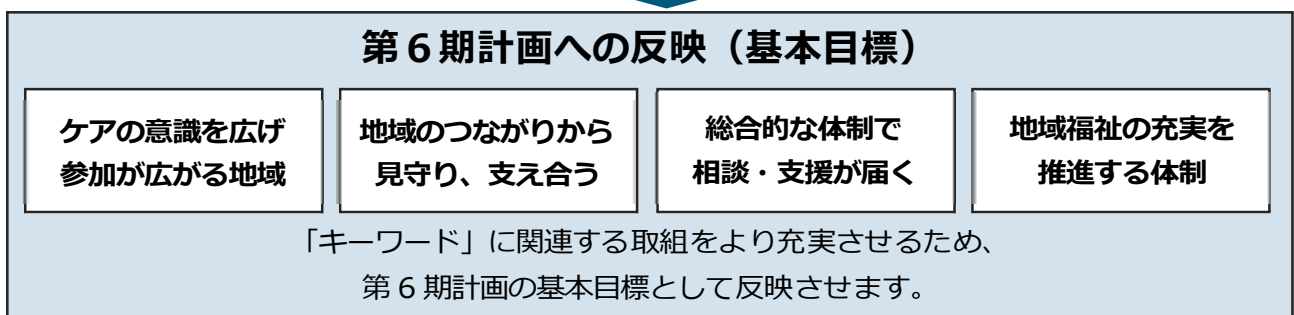 第６期計画への反映（基本目標）
ケアの意識を広げ
参加が広がる地域
地域のつながりから
見守り、支え合う
総合的な体制で
相談・支援が届く
地域福祉の充実を
推進する体制
「キーワード」に関連する取組をより充実させるため、
第６期計画の基本目標として反映させます。